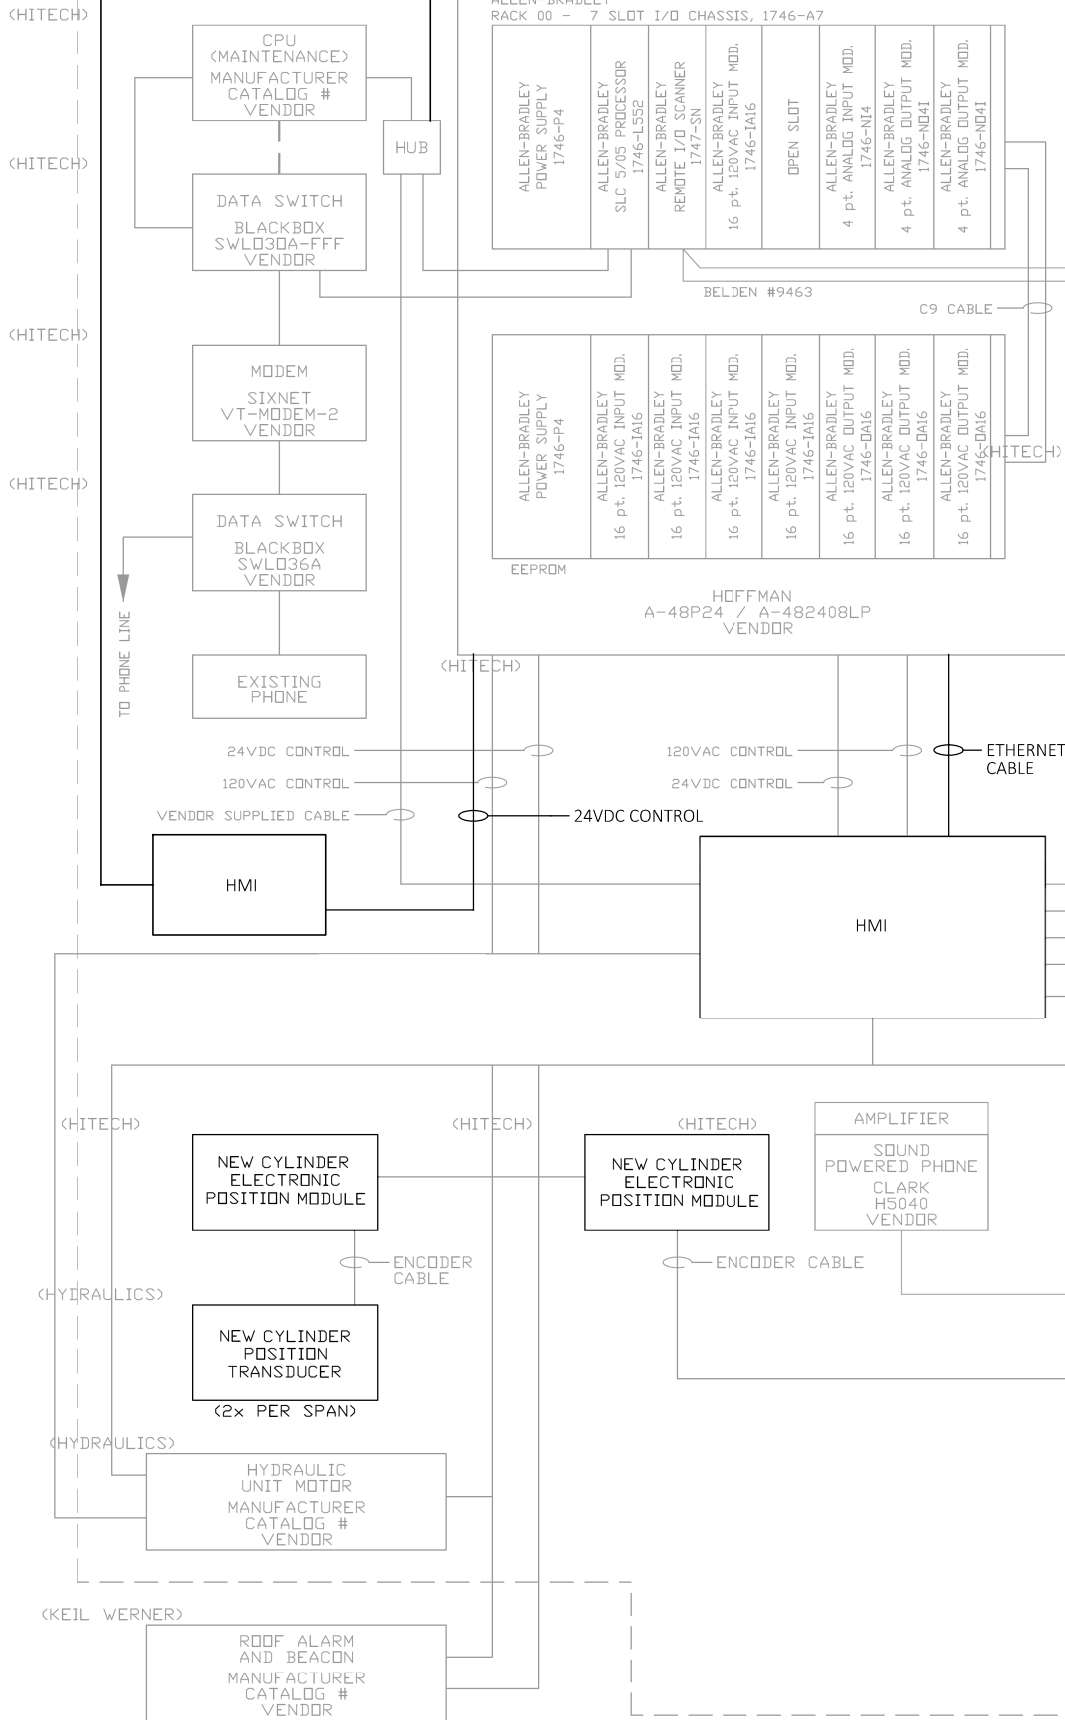 (HITECH)
ALLEN-BRADLEY
RACK 00 - 7 SLOT I/O CHASSIS, 1746-A7
CPU
(MAINTENANCE)
MANUFACTURER
CATALOG #
VENDOR
HUB
(HITECH)
DATA SWITCH
BLACKBOX
SWL030A-FFF
VENDOR
ALLEN-BRADLEY
POWER SUPPLY
1746-P4
ALLEN-BRADLEY
SLC 5/05 PROCESSOR
1746-L552
ALLEN-BRADLEY
REMOTE I/O SCANNER
1747-SN
ALLEN-BRADLEY
16 pt. 120VAC INPUT MOD.
1746-IA16
OPEN SLOT
ALLEN-BRADLEY
4 pt. ANALOG INPUT MOD.
1746-NI4
ALLEN-BRADLEY
4 pt. ANALOG OUTPUT MOD.
1746-NO4I
ALLEN-BRADLEY
4 pt. ANALOG OUTPUT MOD.
1746-NO4I
BELDEN #9463
C9 CABLE
(HITECH)
MODEM
SIXNET
VT-MODEM-2
VENDOR
ALLEN-BRADLEY
POWER SUPPLY
1746-P4
ALLEN-BRADLEY
16 pt. 120VAC INPUT MOD.
1746-IA16
ALLEN-BRADLEY
16 pt. 120VAC INPUT MOD.
1746-IA16
ALLEN-BRADLEY
16 pt. 120VAC INPUT MOD.
1746-IA16
ALLEN-BRADLEY
16 pt. 120VAC INPUT MOD.
1746-IA16
ALLEN-BRADLEY
16 pt. 120VAC OUTPUT MOD.
1746-OA16
ALLEN-BRADLEY
16 pt. 120VAC OUTPUT MOD.
1746-OA16
ALLEN-BRADLEY
16 pt. 120VAC OUTPUT MOD.
1746-OA16
(HITECH)
(HITECH)
DATA SWITCH
BLACKBOX
SWL036A
VENDOR
EEPROM
HOFFMAN
A-48P24 / A-482408LP
VENDOR
TO PHONE LINE
(HITECH)
EXISTING
PHONE
24VDC CONTROL
120VAC CONTROL
VENDOR SUPPLIED CABLE
24VDC CONTROL
120VAC CONTROL
24VDC CONTROL
ETHERNET
CABLE
HMI
HMI
(HITECH)
(HITECH)
(HITECH)
AMPLIFIER
SOUND
POWERED PHONE
CLARK
H5040
VENDOR
NEW CYLINDER
ELECTRONIC
POSITION MODULE
NEW CYLINDER
ELECTRONIC
POSITION MODULE
ENCODER
CABLE
ENCODER CABLE
(HYDRAULICS)
NEW CYLINDER
POSITION
TRANSDUCER
(2x PER SPAN)
(HYDRAULICS)
HYDRAULIC
UNIT MOTOR
MANUFACTURER
CATALOG #
VENDOR
(KEIL WERNER)
ROOF ALARM
AND BEACON
MANUFACTURER
CATALOG #
VENDOR